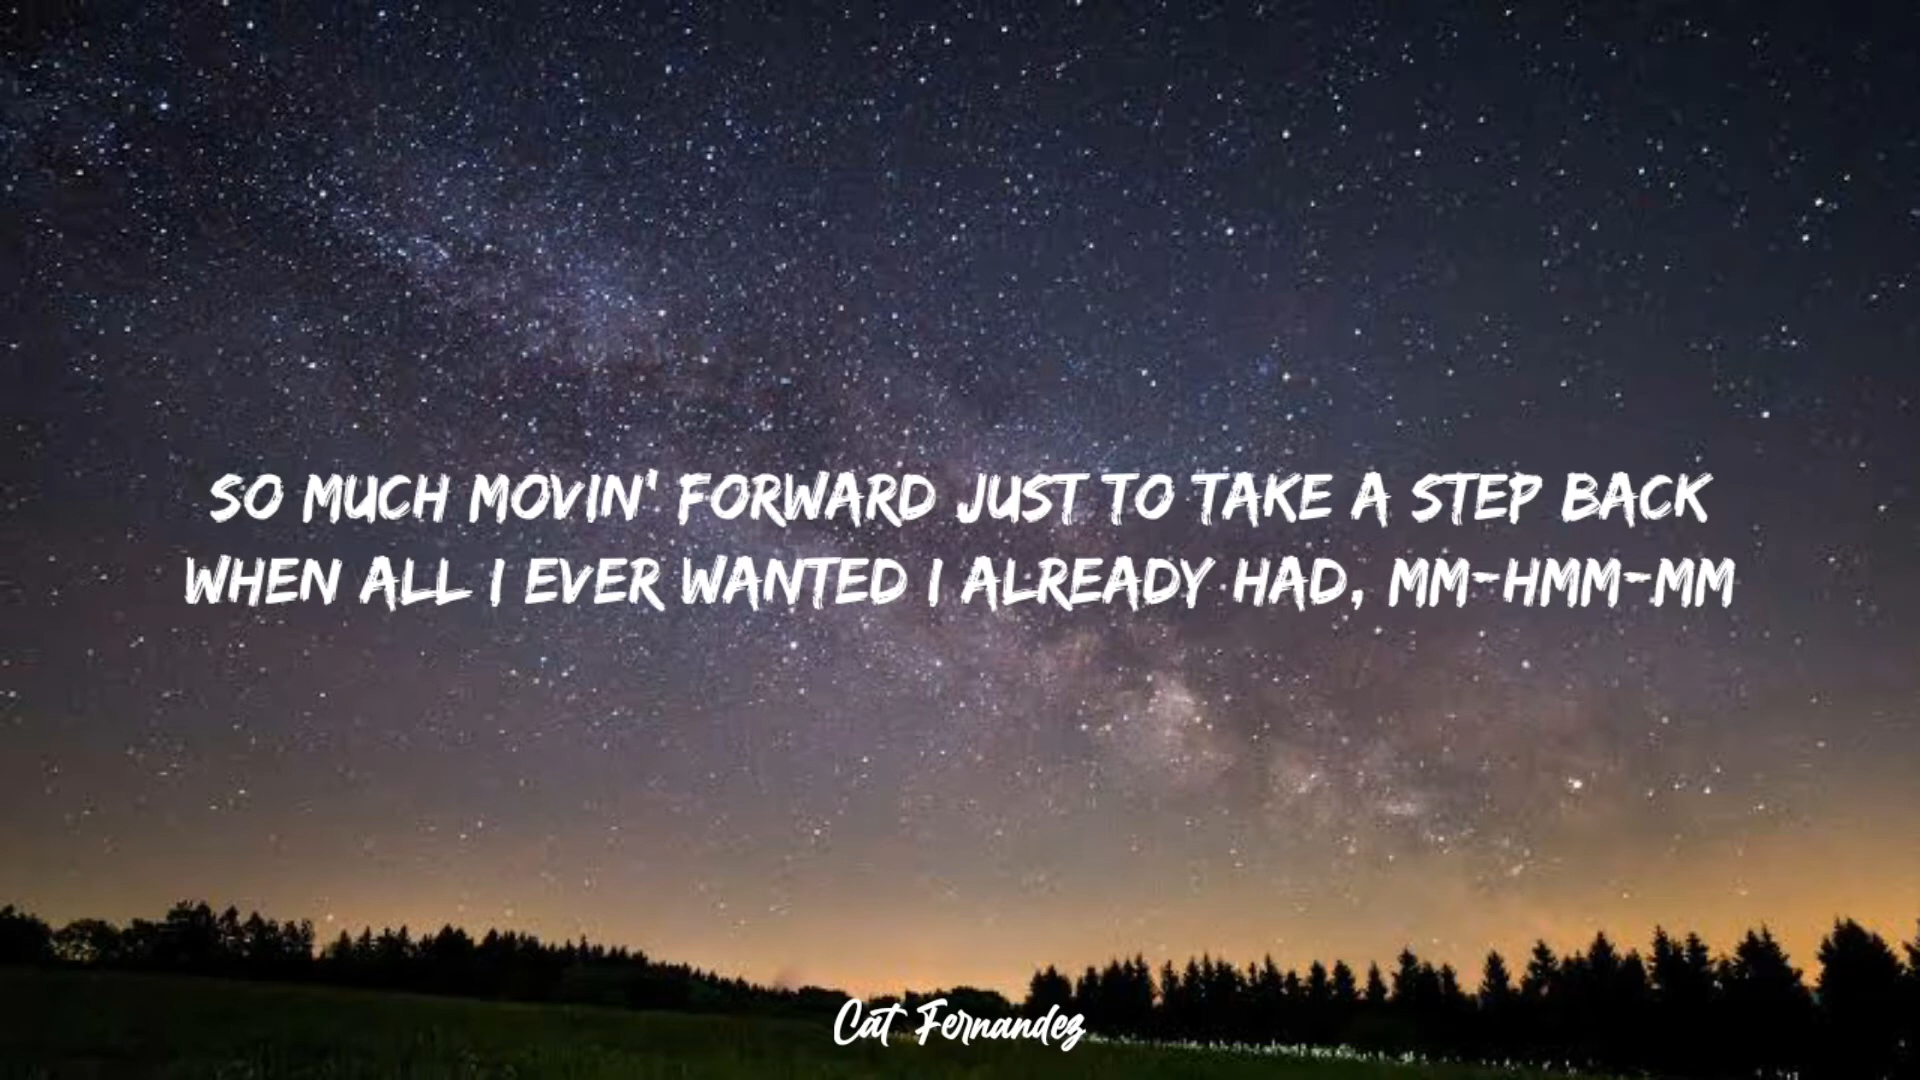 SO MUCH MOVIN' FORWARD JUST TO TAKE A STEP BACK
WHEN ALL I EVER WANTED I ALREADY HAD, MM-HMM-MM
Cat Fernandez